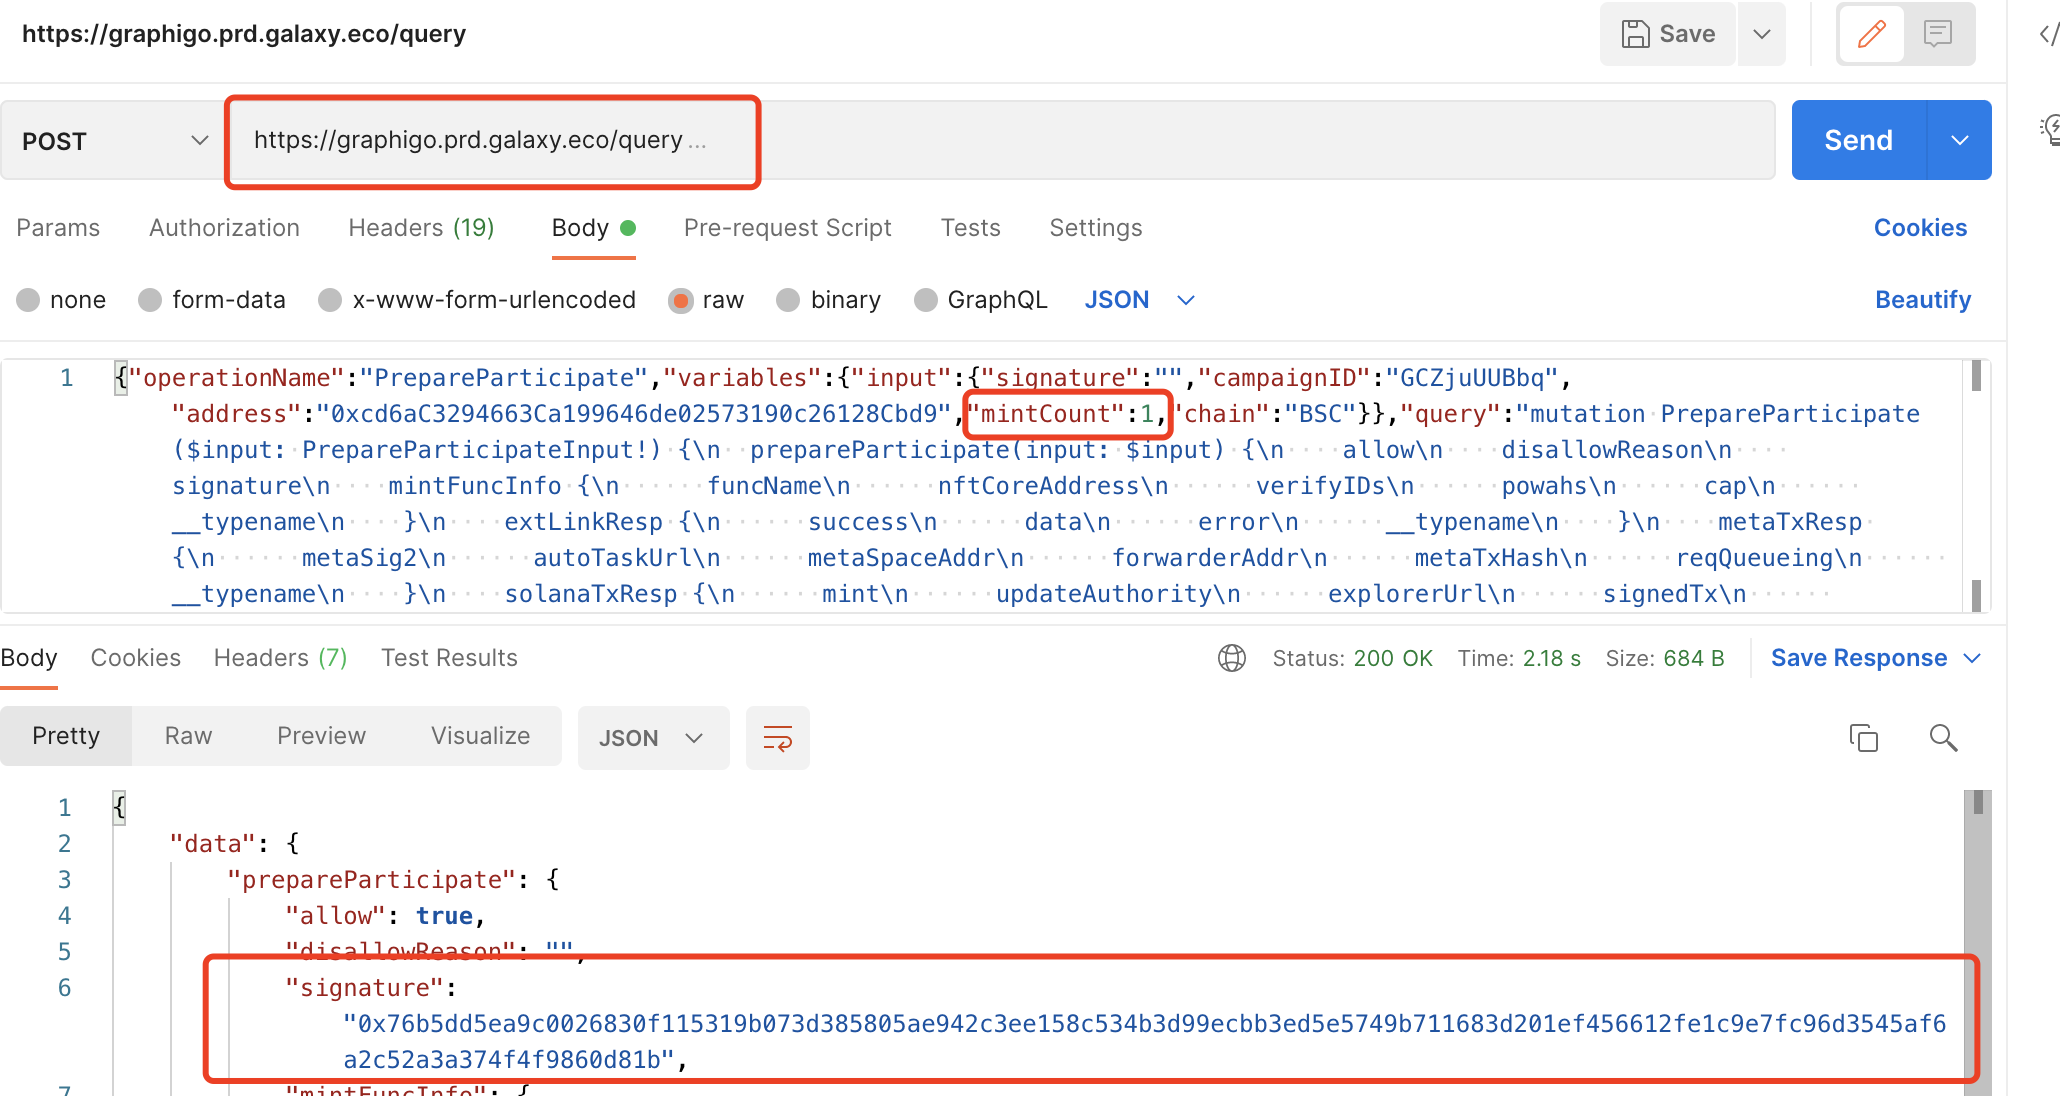 https://graphigo.prd.galaxy.eco/query
Save
POST
https://graphigo.prd.galaxy.eco/query ...
Send
Params Authorization Headers (19) Body Pre-request Script Tests Settings Cookies
none form-data x-www-form-urlencoded raw binary GraphQL JSON Beautify
1 {"operationName":"PrepareParticipate","variables":{"input":{"signature":"","campaignID":"GCZjuUUBbq",
"address":"0xcd6aC3294663Ca199646de02573190c26128Cbd9","mintCount":1,"chain":"BSC"}},"query":"mutation·PrepareParticipate
($input:·PrepareParticipateInput!)·{\n··prepareParticipate(input:·$input)·{\n····allow\n····disallowReason\n····
signature\n····mintFuncInfo·{\n······funcName\n······nftCoreAddress\n······verifyIDs\n······powahs\n······cap\n······
__typename\n····}\n····extLinkResp·{\n······success\n······data\n······error\n······__typename\n····}\n····metaTxResp·
{\n······metaSig2\n······autoTaskUrl\n······metaSpaceAddr\n······forwarderAddr\n······metaTxHash\n······reqQueueing\n······
__typename\n····}\n····solanaTxResp·{\n······mint\n······updateAuthority\n······explorerUrl\n······signedTx\n······
Body Cookies Headers (7) Test Results Status: 200 OK Time: 2.18 s Size: 684 B Save Response
Pretty Raw Preview Visualize JSON
1 {
2 "data": {
3 "prepareParticipate": {
4 "allow": true,
5 "disallowReason": "",
6 "signature":
"0x76b5dd5ea9c0026830f115319b073d385805ae942c3ee158c534b3d99ecbb3ed5e5749b711683d201ef456612fe1c9e7fc96d3545af6
a2c52a3a374f4f9860d81b",
7 "mintFuncInfo": {